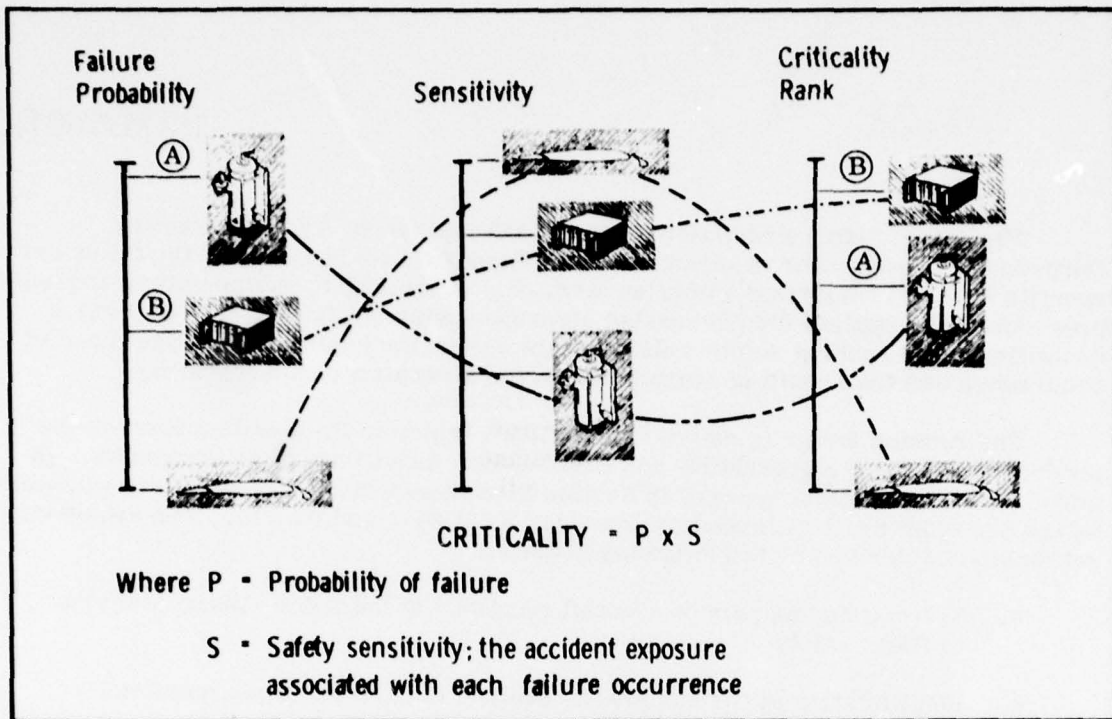 Failure
Probability
Sensitivity
Criticality
Rank
A
B
B
A
CRITICALITY = P x S
Where P = Probability of failure
S = Safety sensitivity; the accident exposure
associated with each failure occurrence